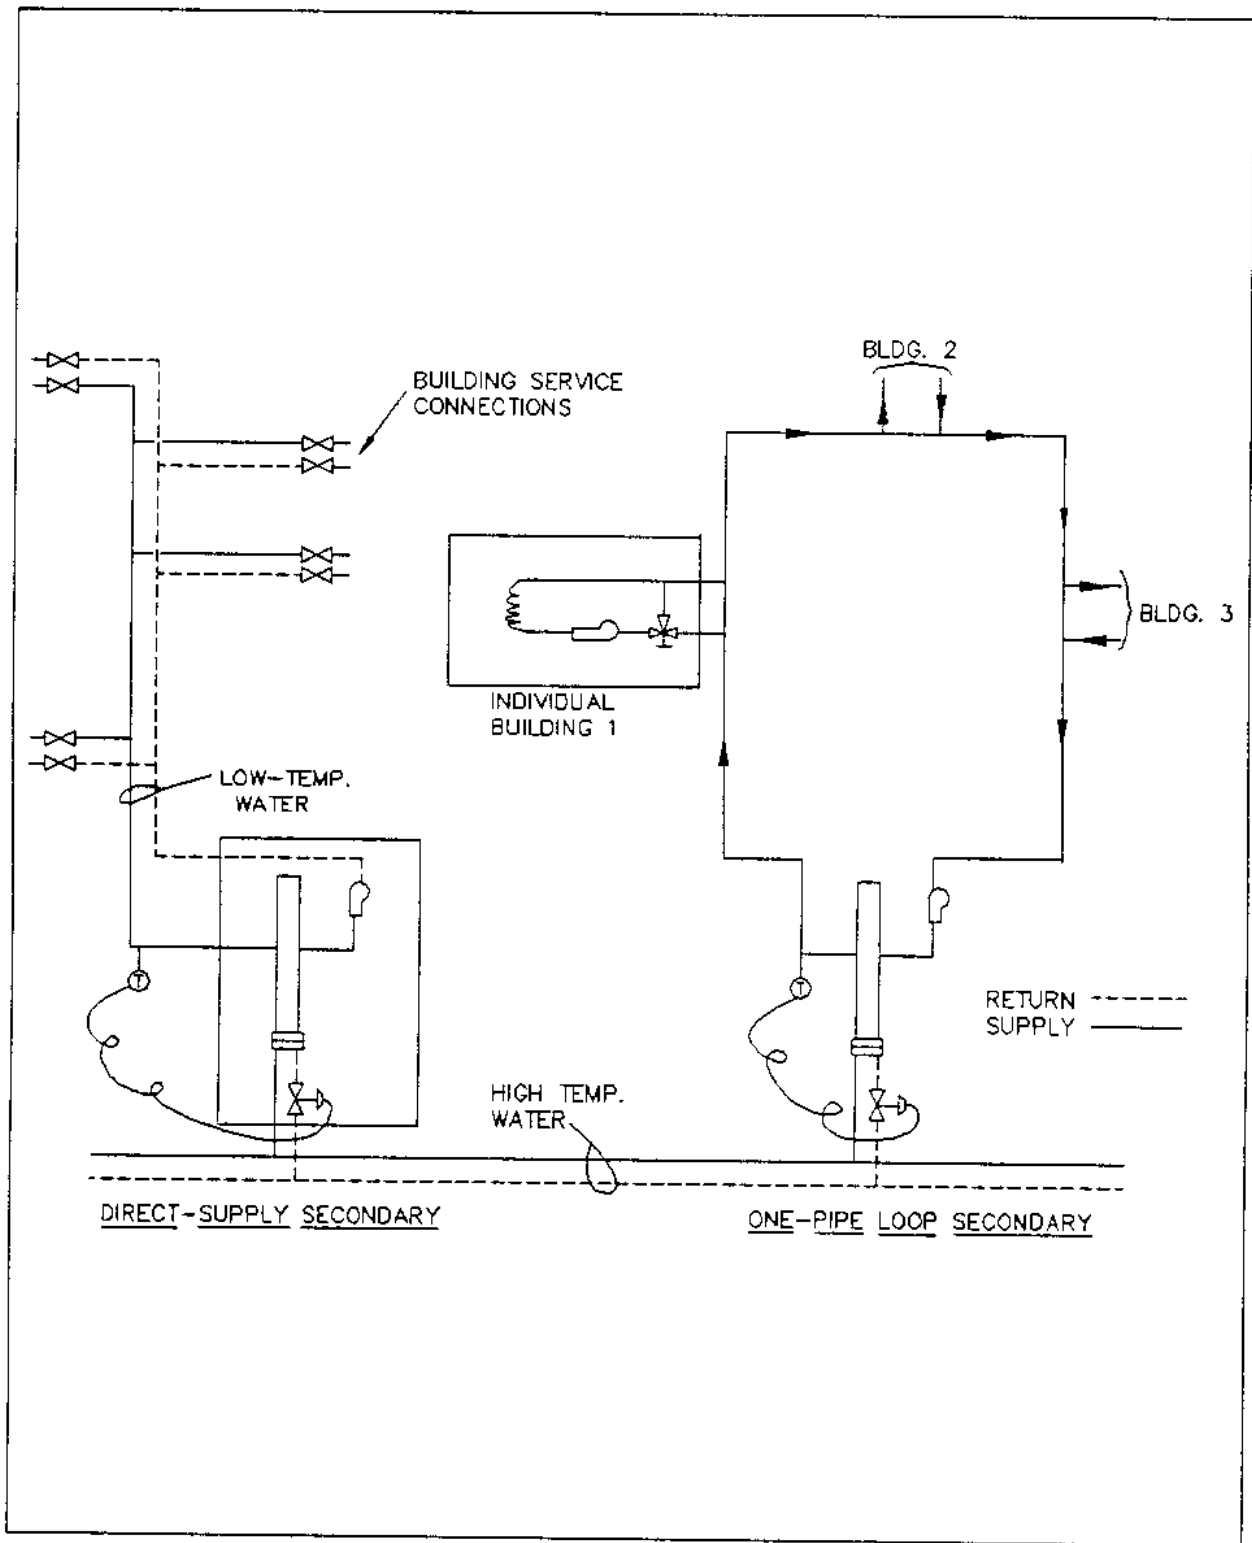 BLDG. 2
BUILDING SERVICE
CONNECTIONS
BLDG. 3
INDIVIDUAL
BUILDING 1
LOW-TEMP.
WATER
T
T
RETURN
SUPPLY
HIGH TEMP.
WATER
DIRECT-SUPPLY SECONDARY
ONE-PIPE LOOP SECONDARY